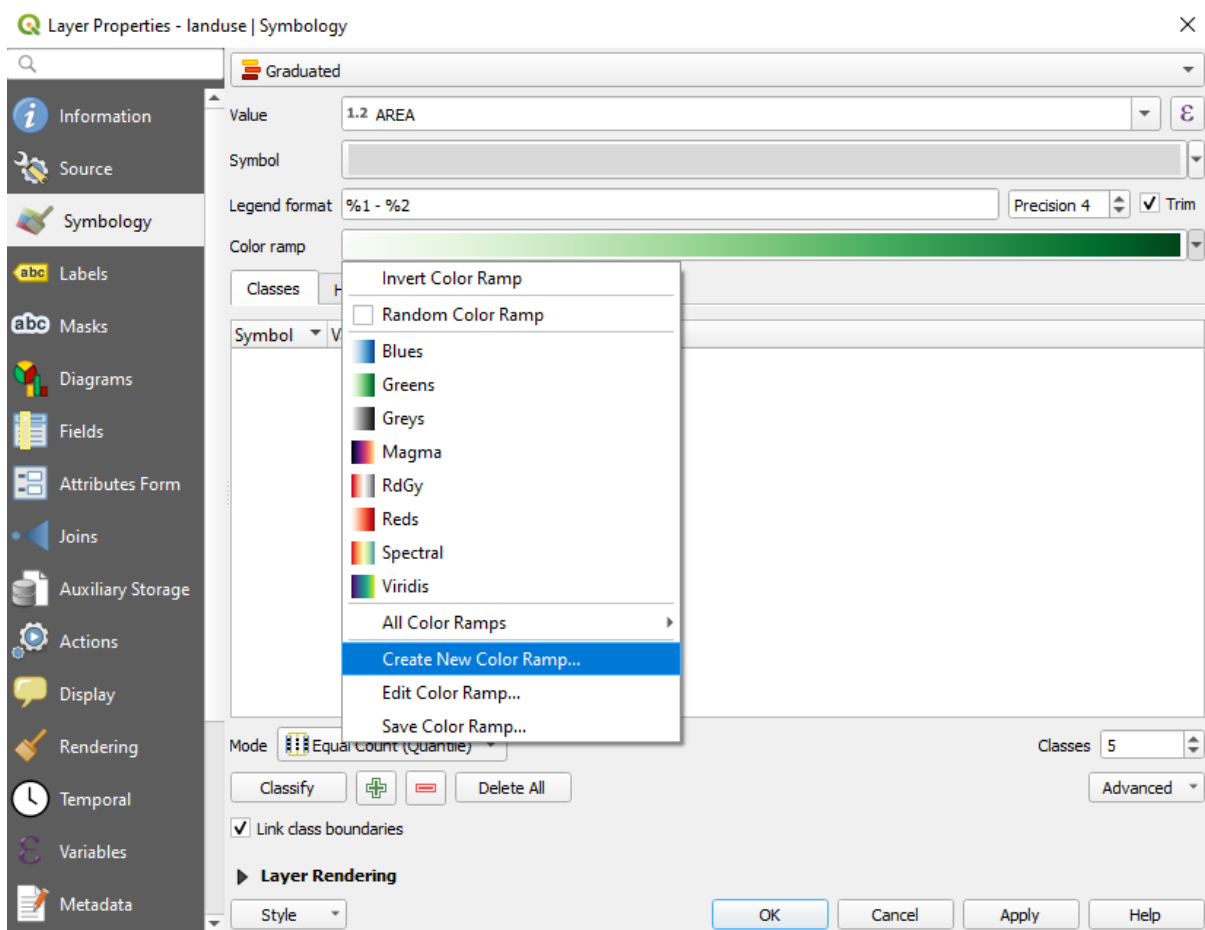 Layer Properties - landuse | Symbology
Graduated
Information
Value 1.2 AREA ε
Source
Symbol
Symbology
Legend format %1 - %2 Precision 4 Trim
Color ramp
abc Labels
Invert Color Ramp
Classes H
abc Masks
Random Color Ramp
Symbol V
Blues
Diagrams
Greens
Greys
Fields
Magma
Attributes Form
RdGy
Reds
Joins
Spectral
Viridis
Auxiliary Storage
All Color Ramps
Actions
Create New Color Ramp...
Display
Edit Color Ramp...
Save Color Ramp...
Rendering
Mode Equal Count (Quantile) Classes 5
Temporal
Classify Delete All Advanced
Link class boundaries
Variables
Layer Rendering
Metadata
Style OK Cancel Apply Help